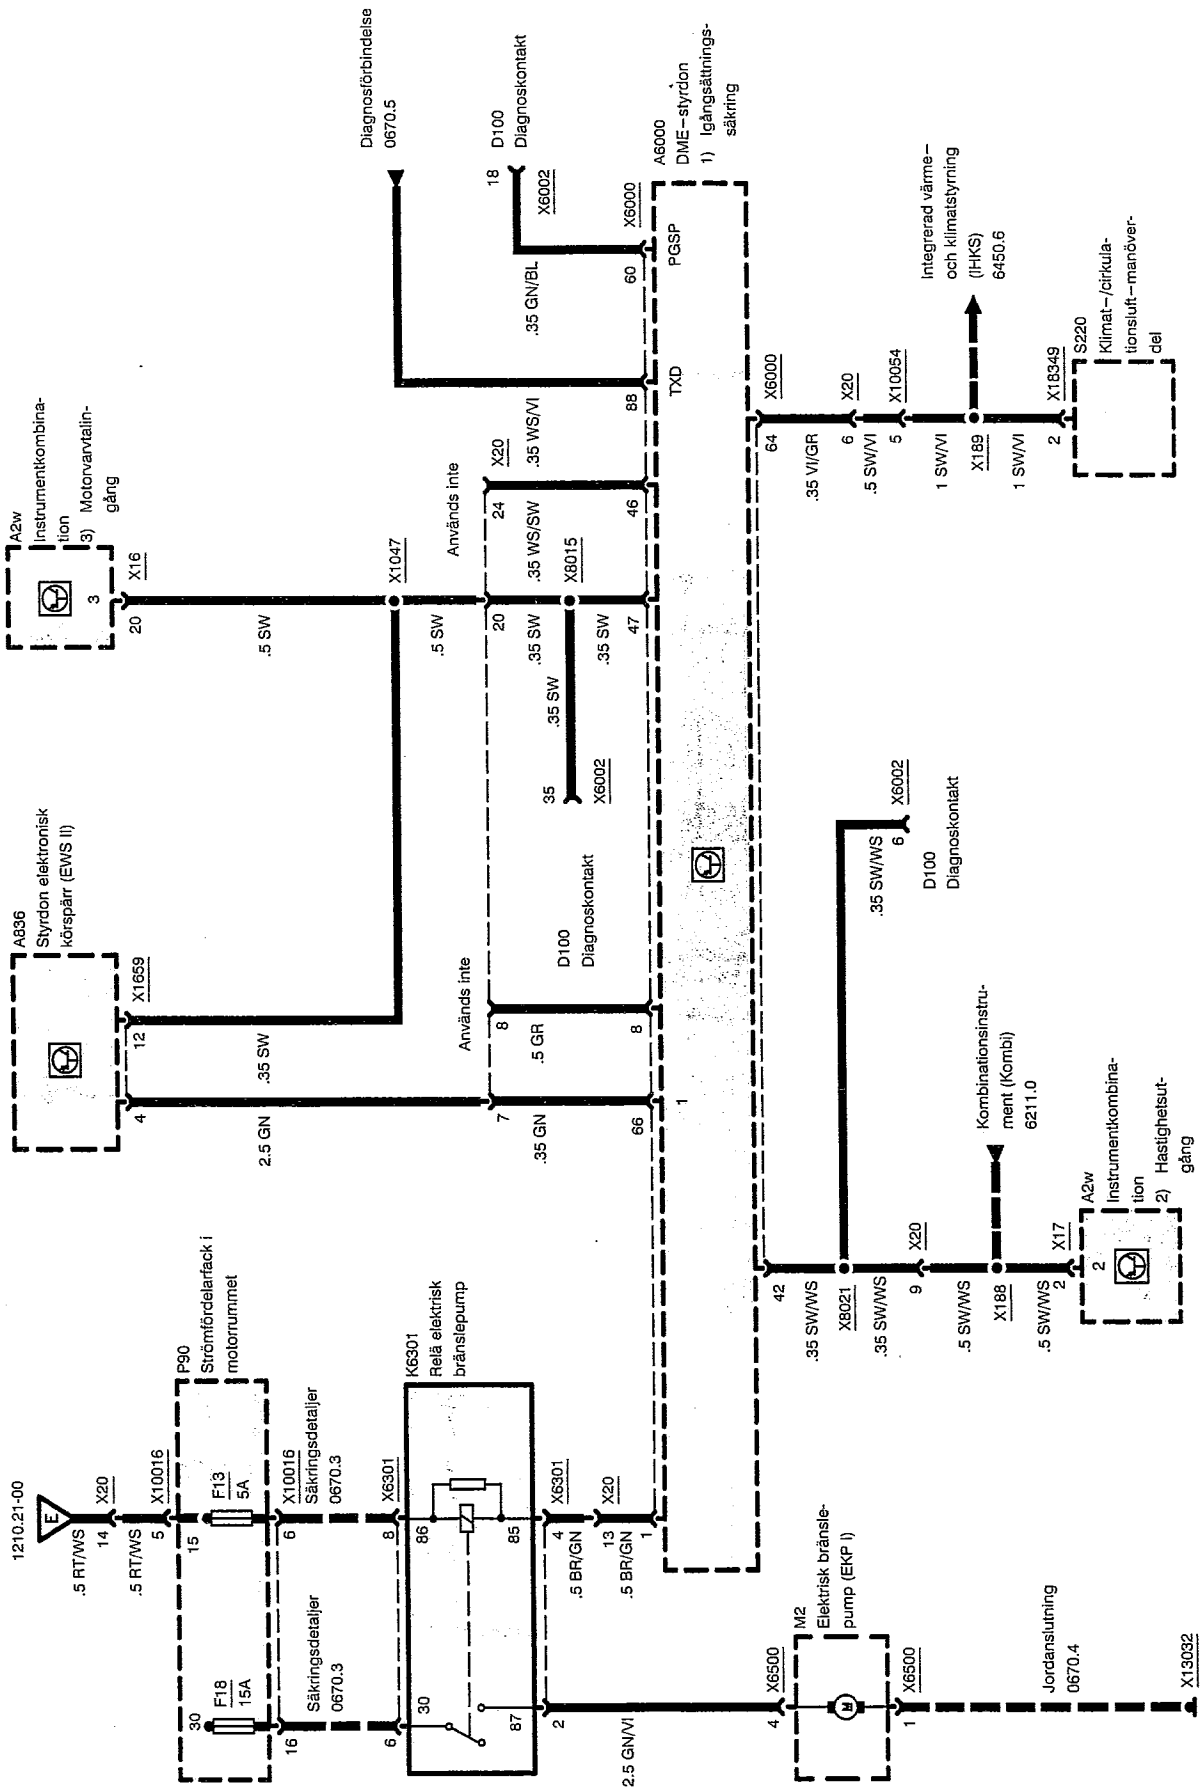 1210.21-00
E
.5 RT/WS
14
X20
.5 RT/WS
5
X10016
P90
Strömfördelarfack i
motorrummet
30
F18
15A
15
F13
5A
16
Säkringsdetaljer
0670.3
6
X10016
Säkringsdetaljer
0670.3
6
8
X6301
K6301
Relä elektrisk
bränslepump
30
86
87
85
2
2.5 GN/VI
4
X6301
.5 BR/GN
13
X20
.5 BR/GN
1
4
X6500
M2
Elektrisk bränsle-
pump (EKP I)
M
1
X6500
Jordanslutning
0670.4
X13032
A836
Styrdon elektronisk
körspärr (EWS II)
4
12
X1659
2.5 GN
.35 SW
Används inte
7
8
.35 GN
.5 GR
66
8
1
A2w
Instrumentkombina-
tion
3) Motorvarvtalin-
gång
3
20
X16
.5 SW
X1047
.5 SW
Används inte
20
24
X20
.35 SW
.35 WS/SW
X8015
.35 SW
35
X6002
D100
Diagnoskontakt
.35 SW
47
46
Diagnosförbindelse
0670.5
.35 WS/VI
88
TXD
D100
Diagnoskontakt
18
X6002
.35 GN/BL
60
X6000
PGSP
A6000
DME-styrdon
1) Igångsättnings-
säkring
42
.35 SW/WS
X8021
.35 SW/WS
9
X20
.5 SW/WS
X188
.5 SW/WS
2
X17
Kombinationsinstru-
ment (Kombi)
6211.0
2
A2w
Instrumentkombina-
tion
2) Hastighetsut-
gång
.35 SW/WS
6
X6002
D100
Diagnoskontakt
64
X6000
.35 VI/GR
6
X20
.5 SW/VI
5
X10054
1 SW/VI
X189
1 SW/VI
2
X18349
Integrerad värme-
och klimatstyrning
(IHKS)
6450.6
S220
Klimat-/cirkula-
tionsluft-manöver-
del